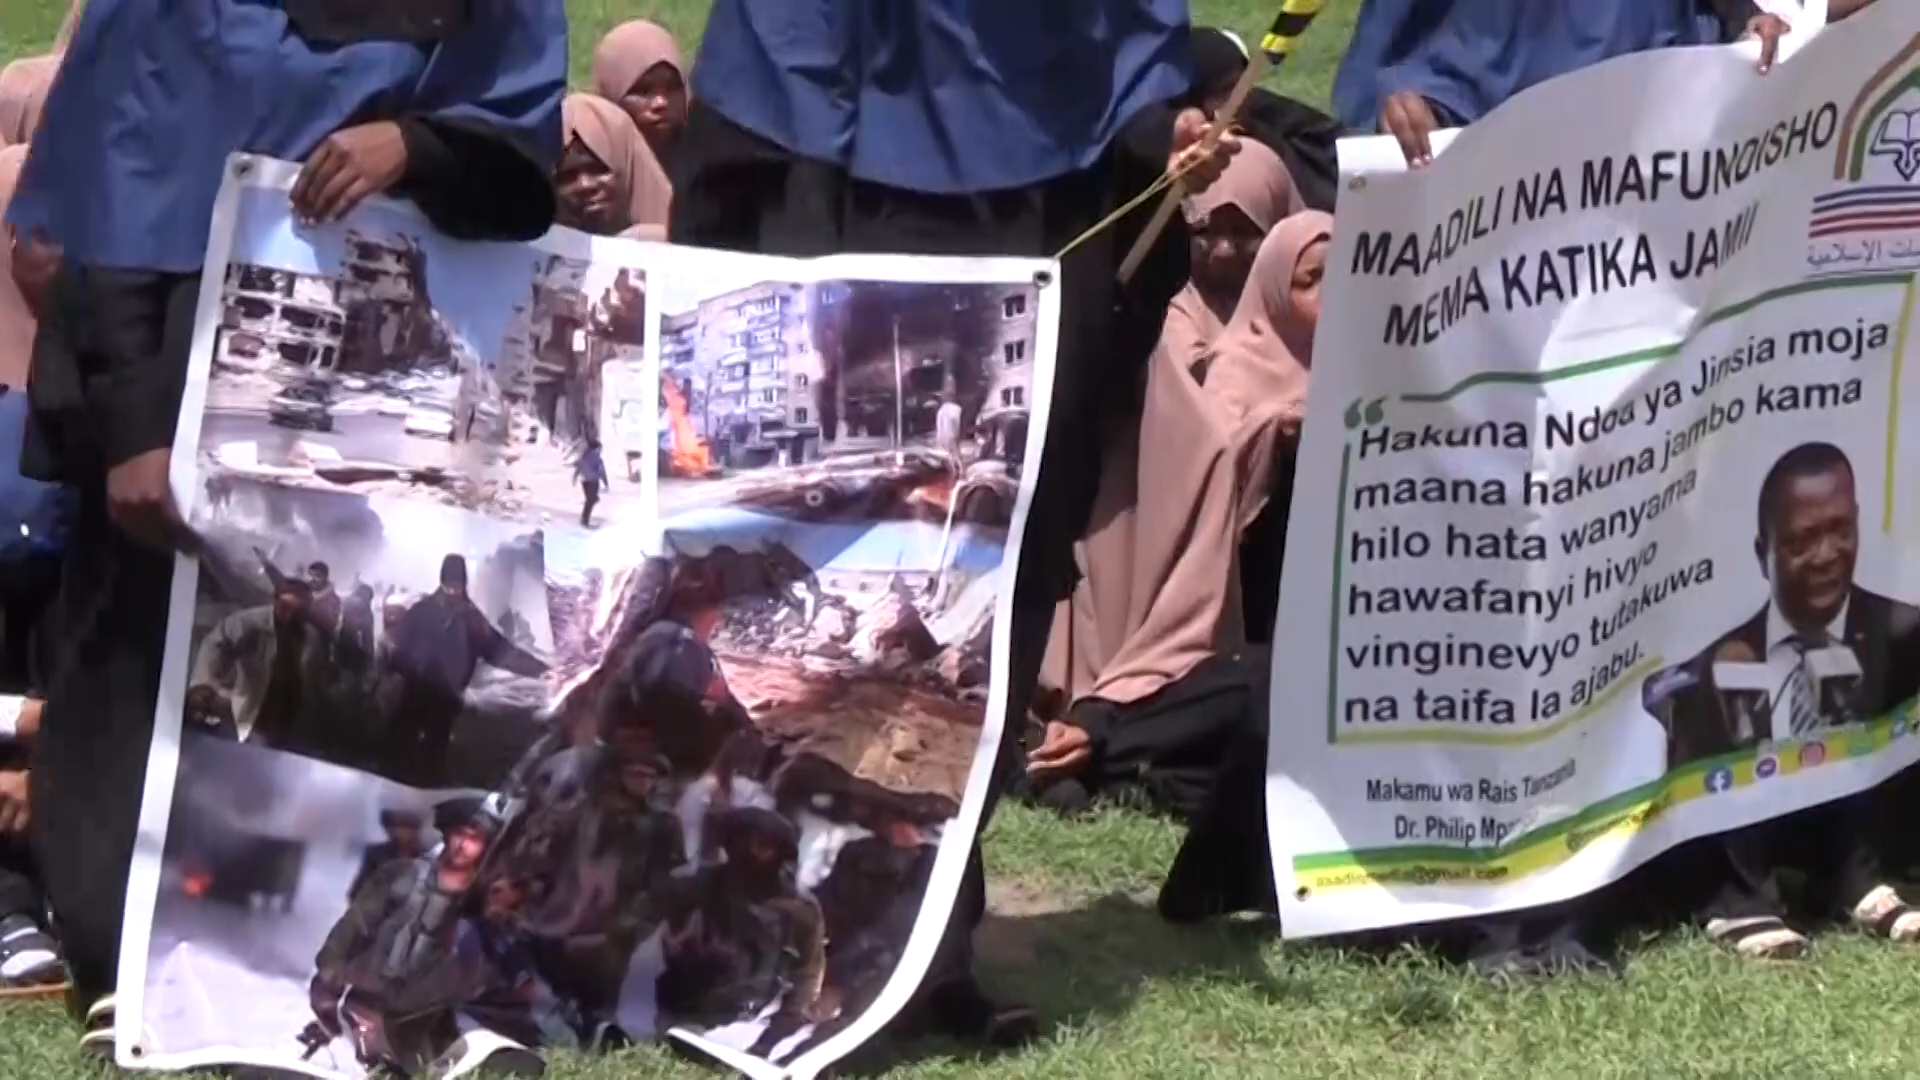 MAADILI NA MAFUNDISHO
MEMA KATIKA JAMII
الإسلامية
Hakuna Ndoa ya Jinsia moja
maana hakuna jambo kama
hilo hata wanyama
hawafanyi hivyo
vinginevyo tutakuwa
na taifa la ajabu.
Makamu wa Rais Tanzania
Dr. Philip